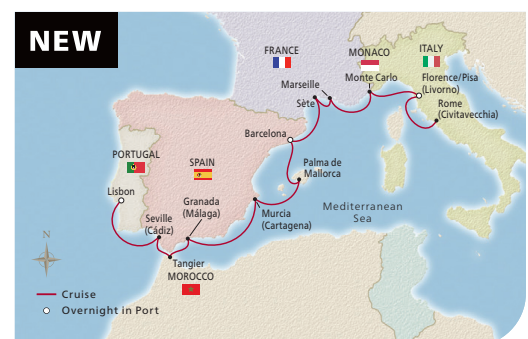 NEW
FRANCE
MONACO
ITALY
Marseille
Monte Carlo
Florence/Pisa
(Livorno)
Sète
Rome
(Civitavecchia)
Barcelona
PORTUGAL
SPAIN
Palma de
Mallorca
Lisbon
Granada
(Málaga)
Mediterranean
Sea
Seville
(Cádiz)
Murcia
(Cartagena)
N
Tangier
MOROCCO
Cruise
Overnight in Port